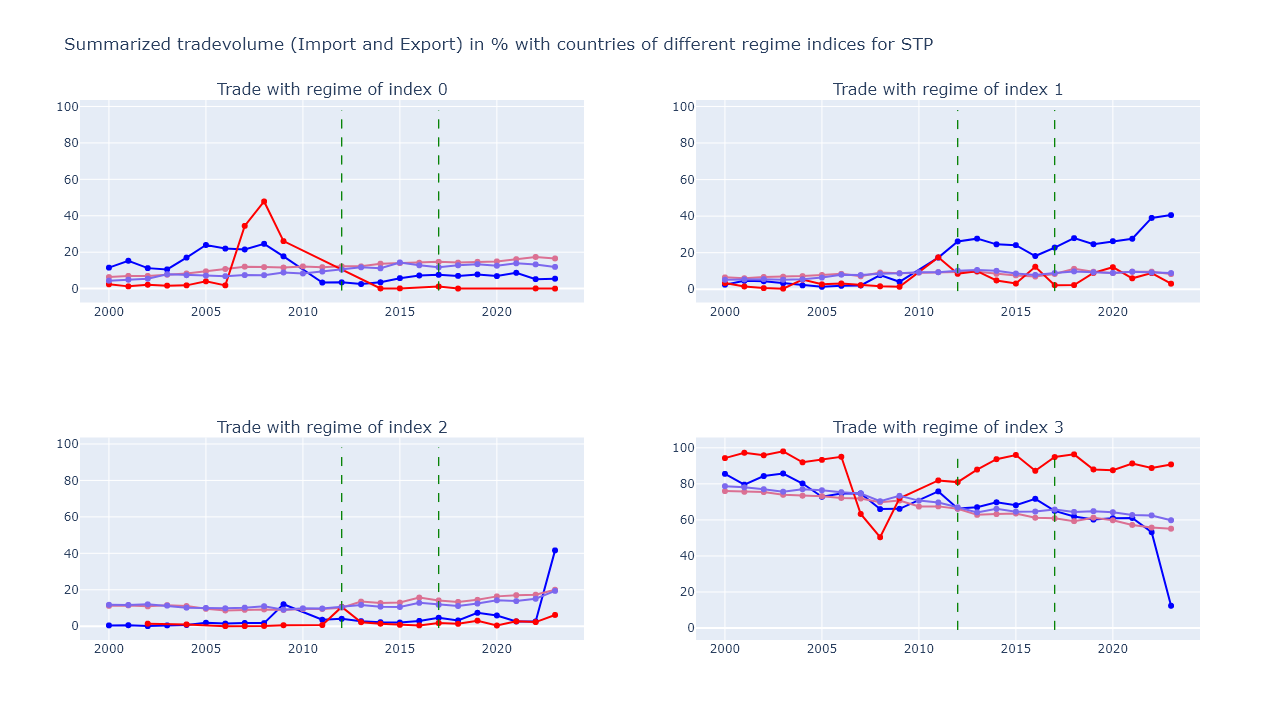 Summarized tradevolume (Import and Export) in % with countries of different regime indices for STP
Trade with regime of index 0
100
80
60
40
20
0
2000 2005 2010 2015 2020
Trade with regime of index 1
100
80
60
40
20
0
2000 2005 2010 2015 2020
Trade with regime of index 2
100
80
60
40
20
0
2000 2005 2010 2015 2020
Trade with regime of index 3
100
80
60
40
20
0
2000 2005 2010 2015 2020